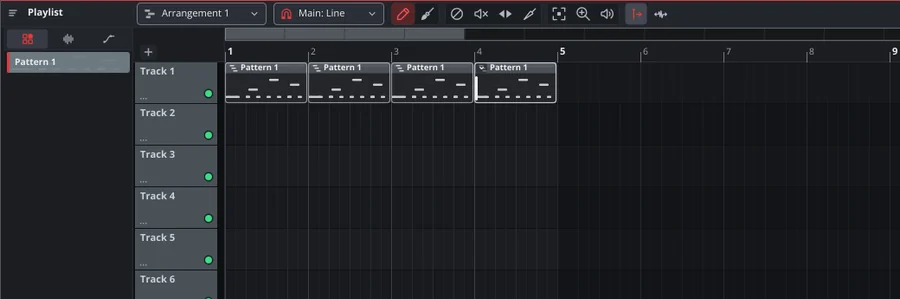 Playlist
Arrangement 1
Main: Line
Pattern 1
1 2 3 4 5 6 7 8 9
Track 1
...
Pattern 1 Pattern 1 Pattern 1 Pattern 1
Track 2
...
Track 3
...
Track 4
...
Track 5
...
Track 6